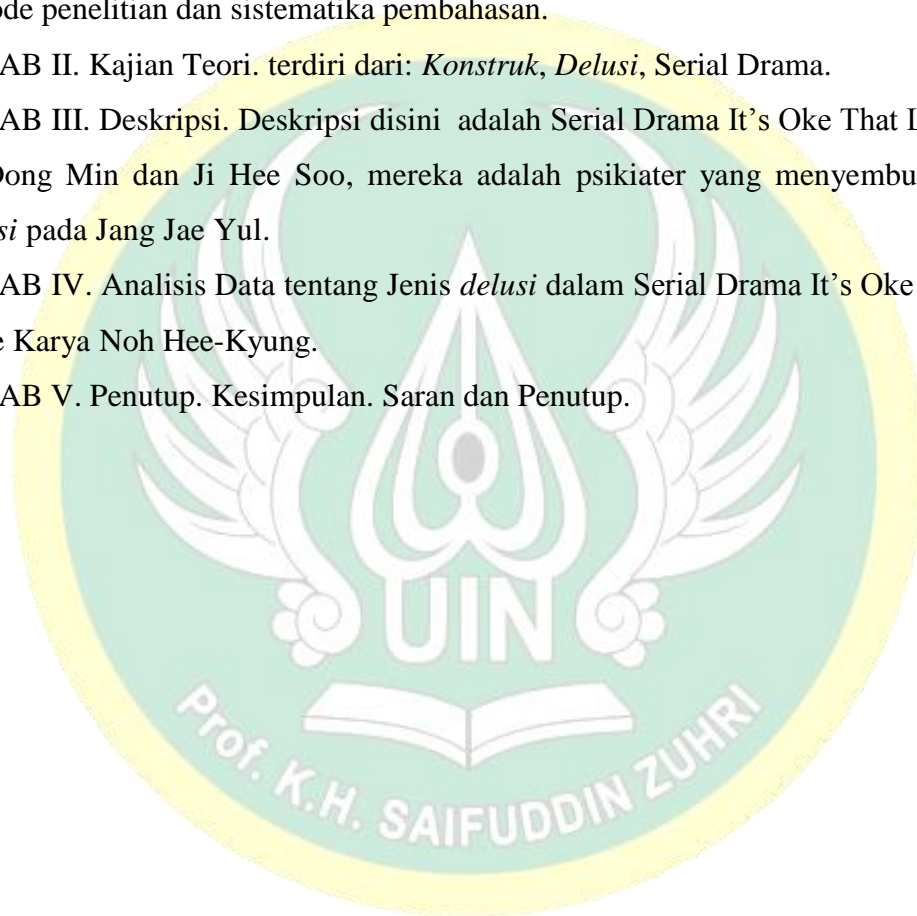 ode penelitian dan sistematika pembahasan.
AB II. Kajian Teori. terdiri dari: Konstruk, Delusi, Serial Drama.
AB III. Deskripsi. Deskripsi disini adalah Serial Drama It’s Oke That
Dong Min dan Ji Hee Soo, mereka adalah psikiater yang menyembu
si pada Jang Jae Yul.
AB IV. Analisis Data tentang Jenis delusi dalam Serial Drama It’s Oke
e Karya Noh Hee-Kyung.
AB V. Penutup. Kesimpulan. Saran dan Penutup.
UIN
Prof. K.H. SAIFUDDIN ZUHRI